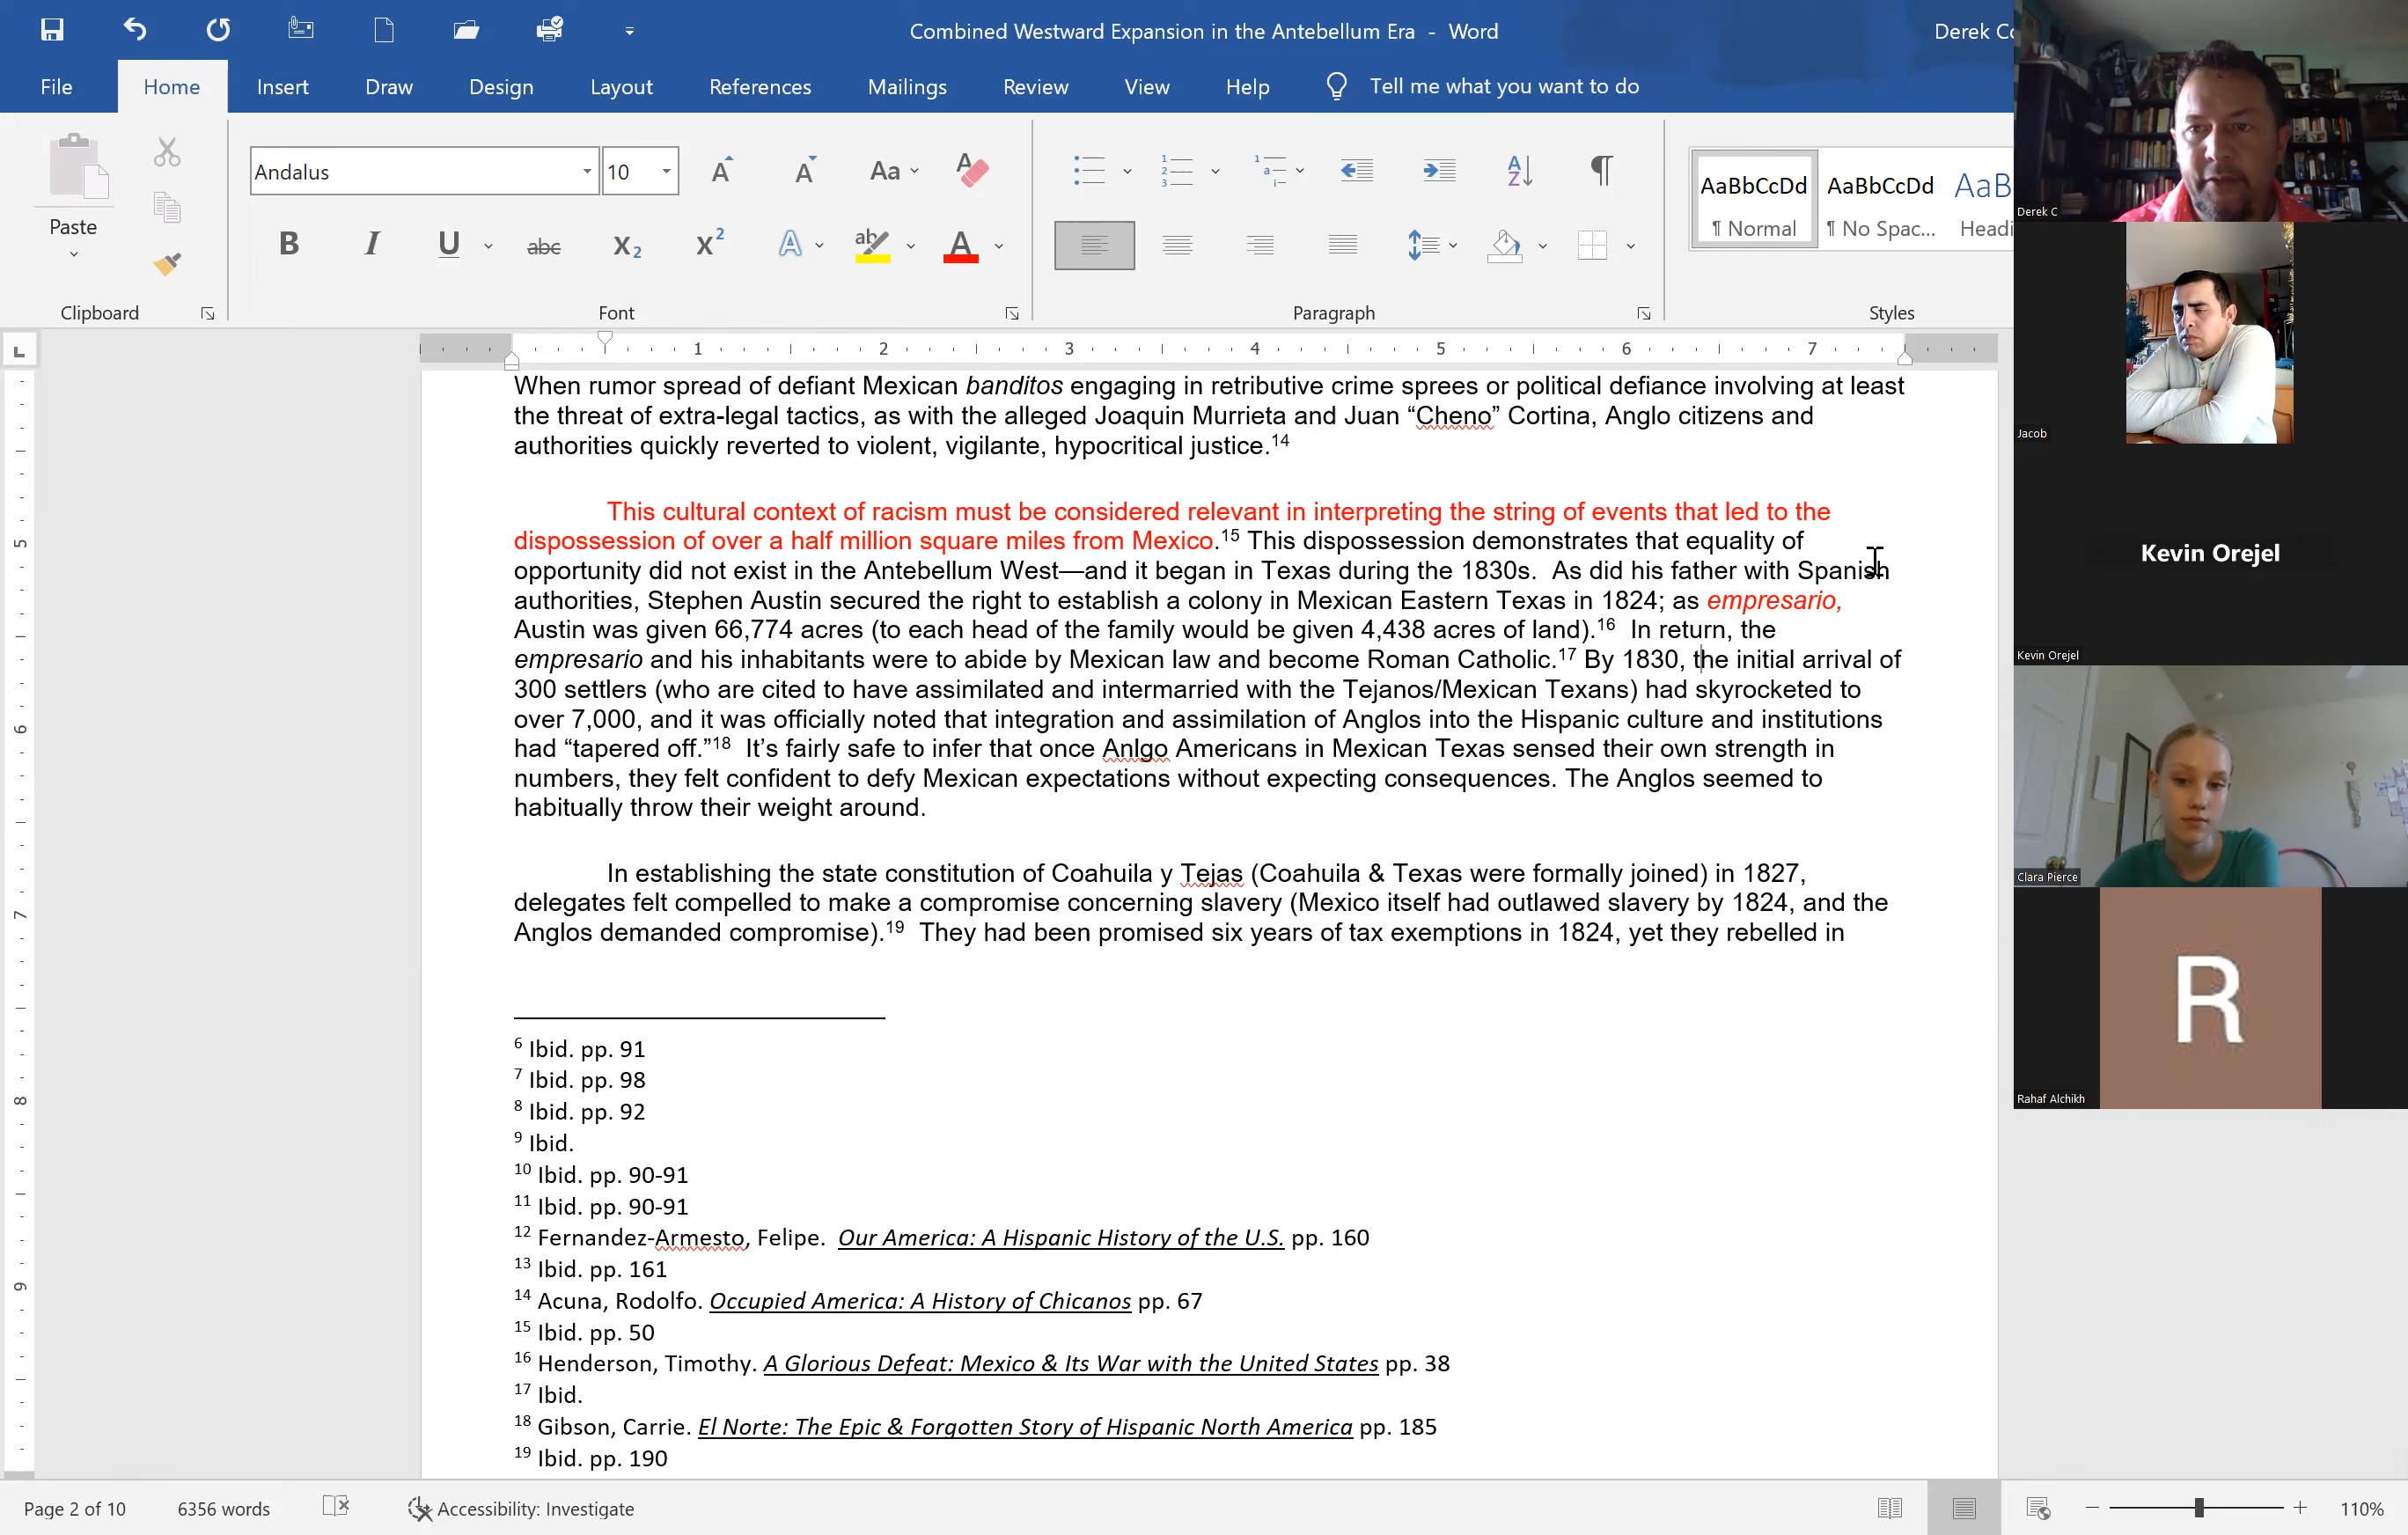 Combined Westward Expansion in the Antebellum Era - Word
Derek Co
File Home Insert Draw Design Layout References Mailings Review View Help Tell me what you want to do
Andalus 10 Aa
Paste
B I U abc X2 X2 A ab A
AaBbCcDd AaBbCcDd AaB
¶ Normal ¶ No Spac... Headi
Clipboard Font Paragraph Styles
1 2 3 4 5 6 7
When rumor spread of defiant Mexican banditos engaging in retributive crime sprees or political defiance involving at least
the threat of extra-legal tactics, as with the alleged Joaquin Murrieta and Juan “Cheno” Cortina, Anglo citizens and
authorities quickly reverted to violent, vigilante, hypocritical justice.14
This cultural context of racism must be considered relevant in interpreting the string of events that led to the
dispossession of over a half million square miles from Mexico.15 This dispossession demonstrates that equality of
opportunity did not exist in the Antebellum West—and it began in Texas during the 1830s. As did his father with Spanish
authorities, Stephen Austin secured the right to establish a colony in Mexican Eastern Texas in 1824; as empresario,
Austin was given 66,774 acres (to each head of the family would be given 4,438 acres of land).16 In return, the
empresario and his inhabitants were to abide by Mexican law and become Roman Catholic.17 By 1830, the initial arrival of
300 settlers (who are cited to have assimilated and intermarried with the Tejanos/Mexican Texans) had skyrocketed to
over 7,000, and it was officially noted that integration and assimilation of Anglos into the Hispanic culture and institutions
had “tapered off.”18 It’s fairly safe to infer that once Anlgo Americans in Mexican Texas sensed their own strength in
numbers, they felt confident to defy Mexican expectations without expecting consequences. The Anglos seemed to
habitually throw their weight around.
In establishing the state constitution of Coahuila y Tejas (Coahuila & Texas were formally joined) in 1827,
delegates felt compelled to make a compromise concerning slavery (Mexico itself had outlawed slavery by 1824, and the
Anglos demanded compromise).19 They had been promised six years of tax exemptions in 1824, yet they rebelled in
6 Ibid. pp. 91
7 Ibid. pp. 98
8 Ibid. pp. 92
9 Ibid.
10 Ibid. pp. 90-91
11 Ibid. pp. 90-91
12 Fernandez-Armesto, Felipe. Our America: A Hispanic History of the U.S. pp. 160
13 Ibid. pp. 161
14 Acuna, Rodolfo. Occupied America: A History of Chicanos pp. 67
15 Ibid. pp. 50
16 Henderson, Timothy. A Glorious Defeat: Mexico & Its War with the United States pp. 38
17 Ibid.
18 Gibson, Carrie. El Norte: The Epic & Forgotten Story of Hispanic North America pp. 185
19 Ibid. pp. 190
5
6
7
8
9
Page 2 of 10 6356 words Accessibility: Investigate 110%
Derek C
Jacob
Kevin Orejel
Kevin Orejel
Clara Pierce
R
Rahaf Alchikh